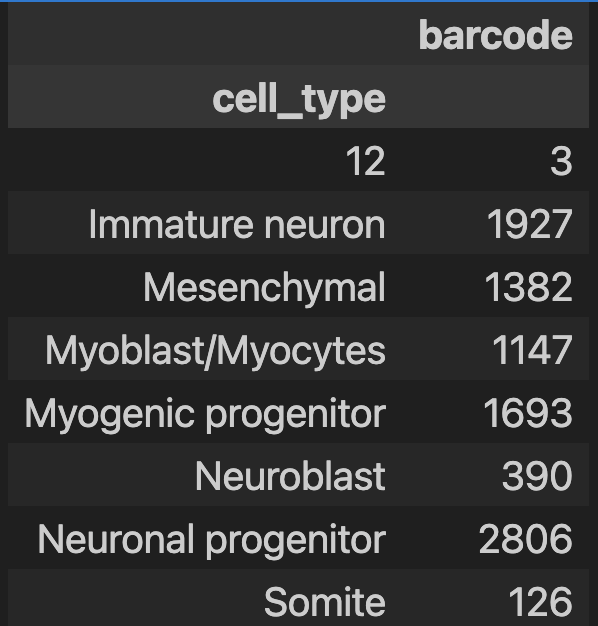 barcode
cell_type
12 3
Immature neuron 1927
Mesenchymal 1382
Myoblast/Myocytes 1147
Myogenic progenitor 1693
Neuroblast 390
Neuronal progenitor 2806
Somite 126